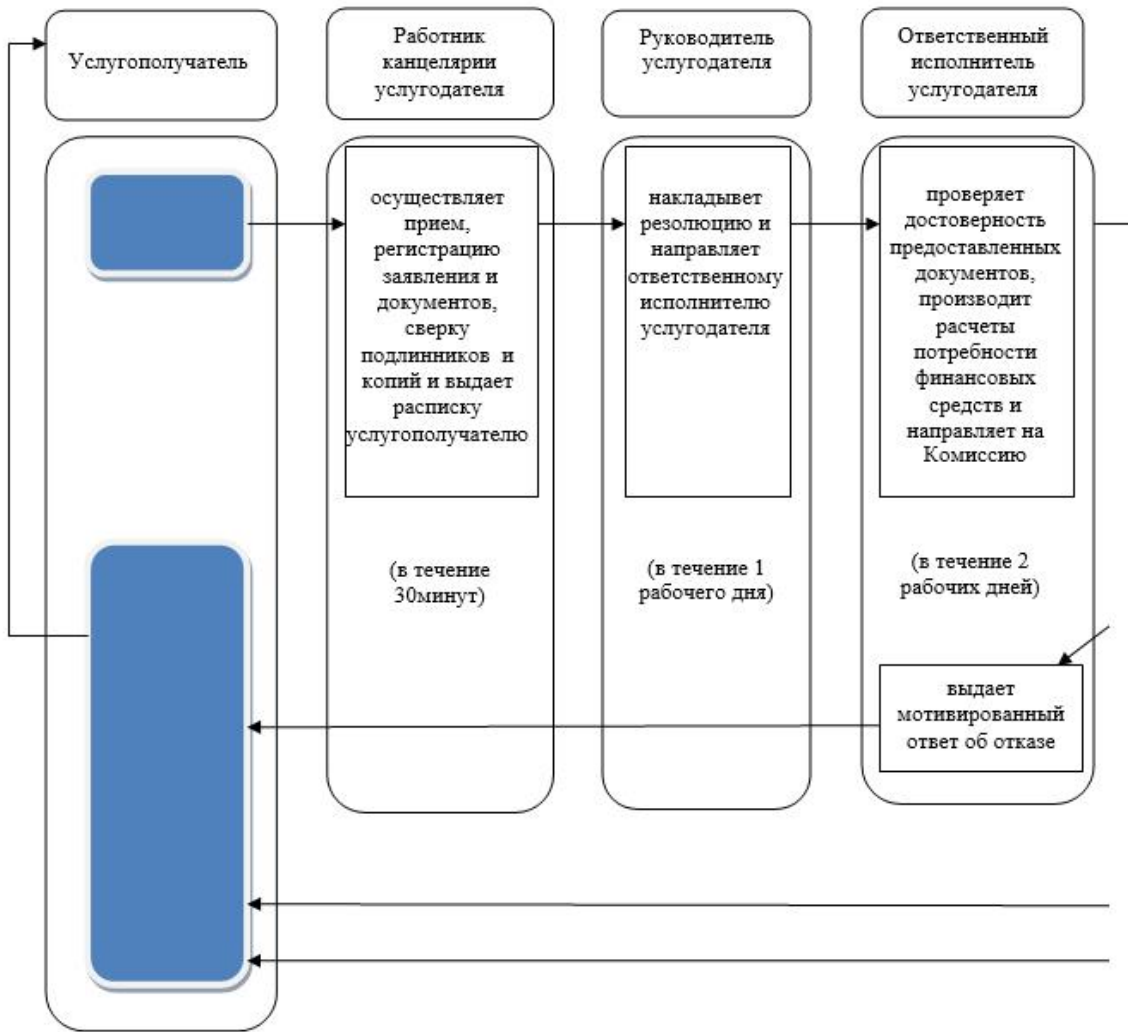 Услугополучатель
Работник
канцелярии
услугодателя
Руководитель
услугодателя
Ответственный
исполнитель
услугодателя
осуществляет
прием,
регистрацию
заявления и
документов,
сверку
подлинников и
копий и выдает
расписку
услугополучателю
(в течение
30минут)
накладывет
резолюцию и
направляет
ответственному
исполнителю
услугодателя
(в течение 1
рабочего дня)
проверяет
достоверность
предоставленных
документов,
производит
расчеты
потребности
финансовых
средств и
направляет на
Комиссию
(в течение 2
рабочих дней)
выдает
мотивированный
ответ об отказе